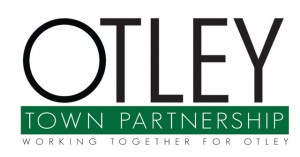 OTLEY
TOWN PARTNERSHIP
WORKING TOGETHER FOR OTLEY